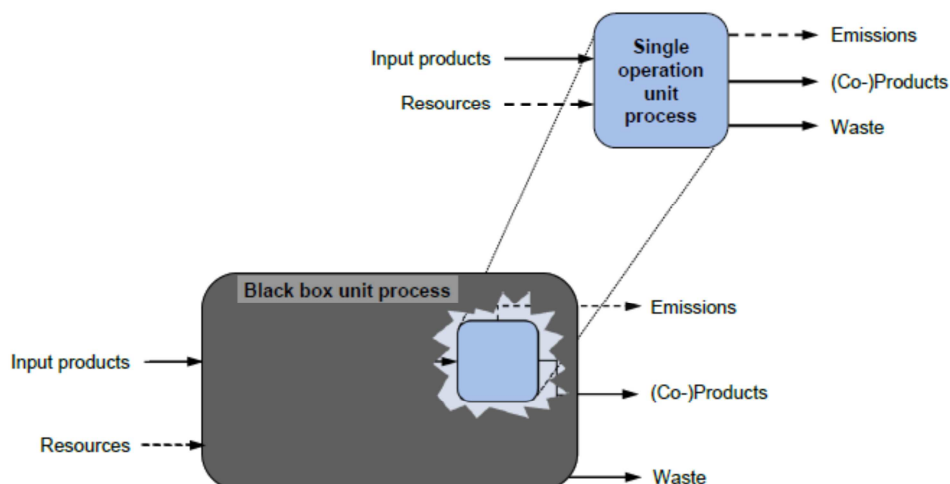 Input products
Resources
Single
operation
unit
process
Emissions
(Co-)Products
Waste
Black box unit process
Input products
Resources
Emissions
(Co-)Products
Waste